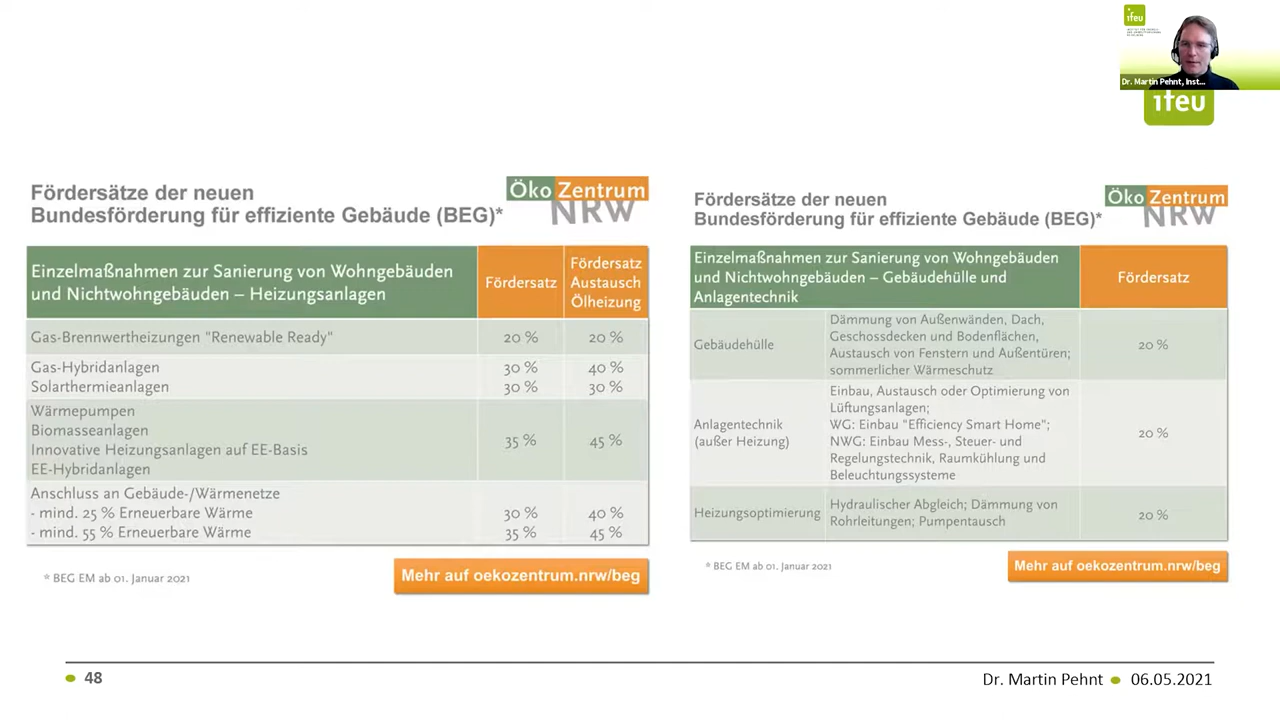 ifeu
Dr. Martin Pehnt, Inst...
ifeu
Fördersätze der neuen
Bundesförderung für effiziente Gebäude (BEG)*
Öko Zentrum
NRW
Einzelmaßnahmen zur Sanierung von Wohngebäuden
und Nichtwohngebäuden – Heizungsanlagen
Fördersatz
Fördersatz
Austausch
Ölheizung
Gas-Brennwertheizungen "Renewable Ready"
20 %
20 %
Gas-Hybridanlagen
30 %
40 %
Solarthermieanlagen
30 %
30 %
Wärmepumpen
Biomasseanlagen
Innovative Heizungsanlagen auf EE-Basis
EE-Hybridanlagen
35 %
45 %
Anschluss an Gebäude-/Wärmenetze
- mind. 25 % Erneuerbare Wärme
30 %
40 %
- mind. 55 % Erneuerbare Wärme
35 %
45 %
* BEG EM ab 01. Januar 2021
Mehr auf oekozentrum.nrw/beg
Fördersätze der neuen
Bundesförderung für effiziente Gebäude (BEG)*
Öko Zentrum
NRW
Einzelmaßnahmen zur Sanierung von Wohngebäuden
und Nichtwohngebäuden – Gebäudehülle und
Anlagentechnik
Fördersatz
Gebäudehülle
Dämmung von Außenwänden, Dach,
Geschossdecken und Bodenflächen,
Austausch von Fenstern und Außentüren;
sommerlicher Wärmeschutz
20 %
Anlagentechnik
(außer Heizung)
Einbau, Austausch oder Optimierung von
Lüftungsanlagen;
WG: Einbau "Efficiency Smart Home";
NWG: Einbau Mess-, Steuer- und
Regelungstechnik, Raumkühlung und
Beleuchtungssysteme
20 %
Heizungsoptimierung
Hydraulischer Abgleich; Dämmung von
Rohrleitungen; Pumpentausch
20 %
* BEG EM ab 01. Januar 2021
Mehr auf oekozentrum.nrw/beg
48
Dr. Martin Pehnt
06.05.2021